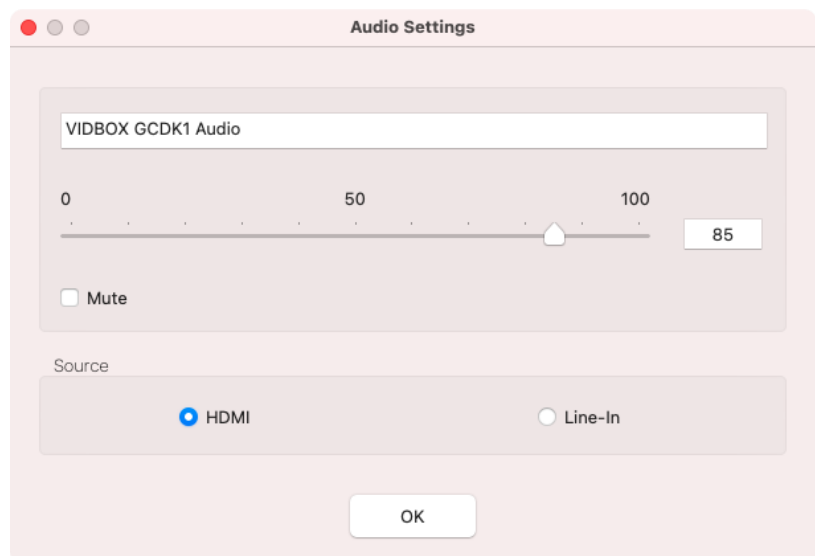 Audio Settings
VIDBOX GCDK1 Audio
0 50 100
85
Mute
Source
HDMI Line-In
OK